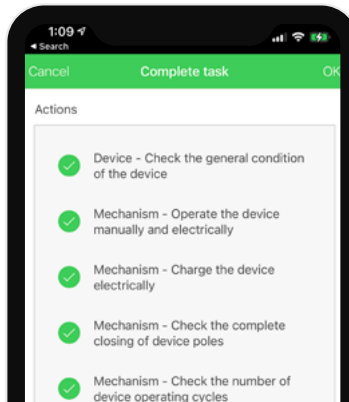 1:09
Search
Cancel Complete task OK
Actions
Device - Check the general condition
of the device
Mechanism - Operate the device
manually and electrically
Mechanism - Charge the device
electrically
Mechanism - Check the complete
closing of device poles
Mechanism - Check the number of
device operating cycles